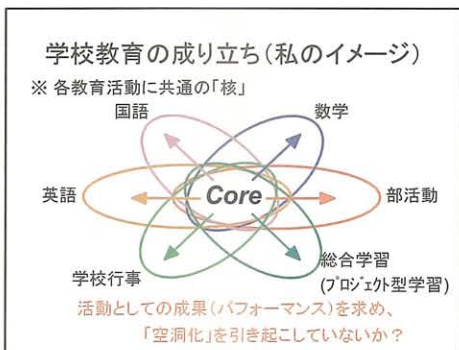 学校教育の成り立ち(私のイメージ)
※ 各教育活動に共通の「核」
国語
数学
英語
Core
部活動
学校行事
総合学習
(プロジェクト型学習)
活動としての成果(パフォーマンス)を求め、
「空洞化」を引き起こしていないか?